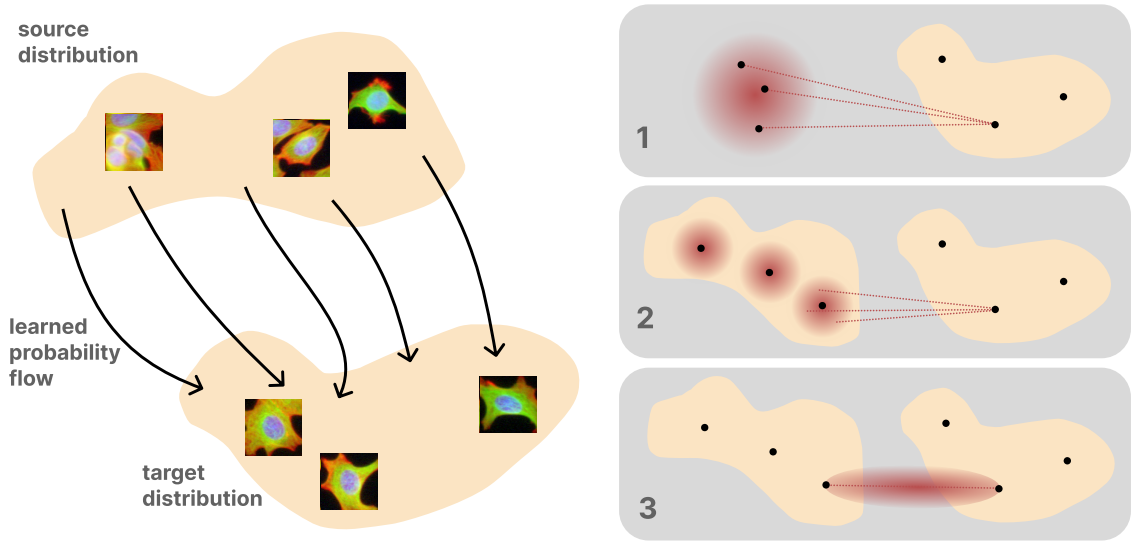 source
distribution
learned
probability
flow
target
distribution
1
2
3